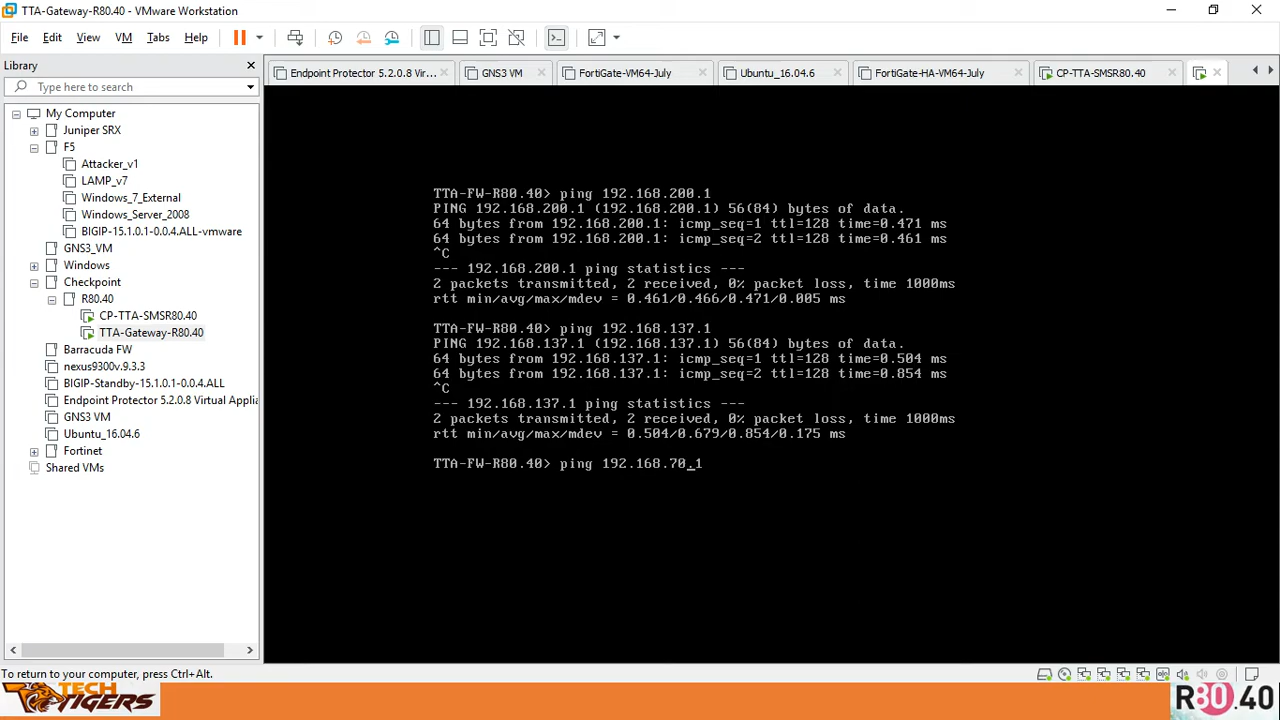 TTA-Gateway-R80.40 - VMware Workstation
File Edit View VM Tabs Help
Library
Type here to search
Endpoint Protector 5.2.0.8 Vir... GNS3 VM FortiGate-VM64-July Ubuntu_16.04.6 FortiGate-HA-VM64-July CP-TTA-SMSR80.40
My Computer
Juniper SRX
F5
Attacker_v1
LAMP_v7
Windows_7_External
Windows_Server_2008
BIGIP-15.1.0.1-0.0.4.ALL-vmware
GNS3_VM
Windows
Checkpoint
R80.40
CP-TTA-SMSR80.40
TTA-Gateway-R80.40
Barracuda FW
nexus9300v.9.3.3
BIGIP-Standby-15.1.0.1-0.0.4.ALL
Endpoint Protector 5.2.0.8 Virtual Applia
GNS3 VM
Ubuntu_16.04.6
Fortinet
Shared VMs
TTA-FW-R80.40> ping 192.168.200.1
PING 192.168.200.1 (192.168.200.1) 56(84) bytes of data.
64 bytes from 192.168.200.1: icmp_seq=1 ttl=128 time=0.471 ms
64 bytes from 192.168.200.1: icmp_seq=2 ttl=128 time=0.461 ms
^C
--- 192.168.200.1 ping statistics ---
2 packets transmitted, 2 received, 0% packet loss, time 1000ms
rtt min/avg/max/mdev = 0.461/0.466/0.471/0.005 ms
TTA-FW-R80.40> ping 192.168.137.1
PING 192.168.137.1 (192.168.137.1) 56(84) bytes of data.
64 bytes from 192.168.137.1: icmp_seq=1 ttl=128 time=0.504 ms
64 bytes from 192.168.137.1: icmp_seq=2 ttl=128 time=0.854 ms
^C
--- 192.168.137.1 ping statistics ---
2 packets transmitted, 2 received, 0% packet loss, time 1000ms
rtt min/avg/max/mdev = 0.504/0.679/0.854/0.175 ms
TTA-FW-R80.40> ping 192.168.70.1
To return to your computer, press Ctrl+Alt.
TECH
TIGERS
R80.40